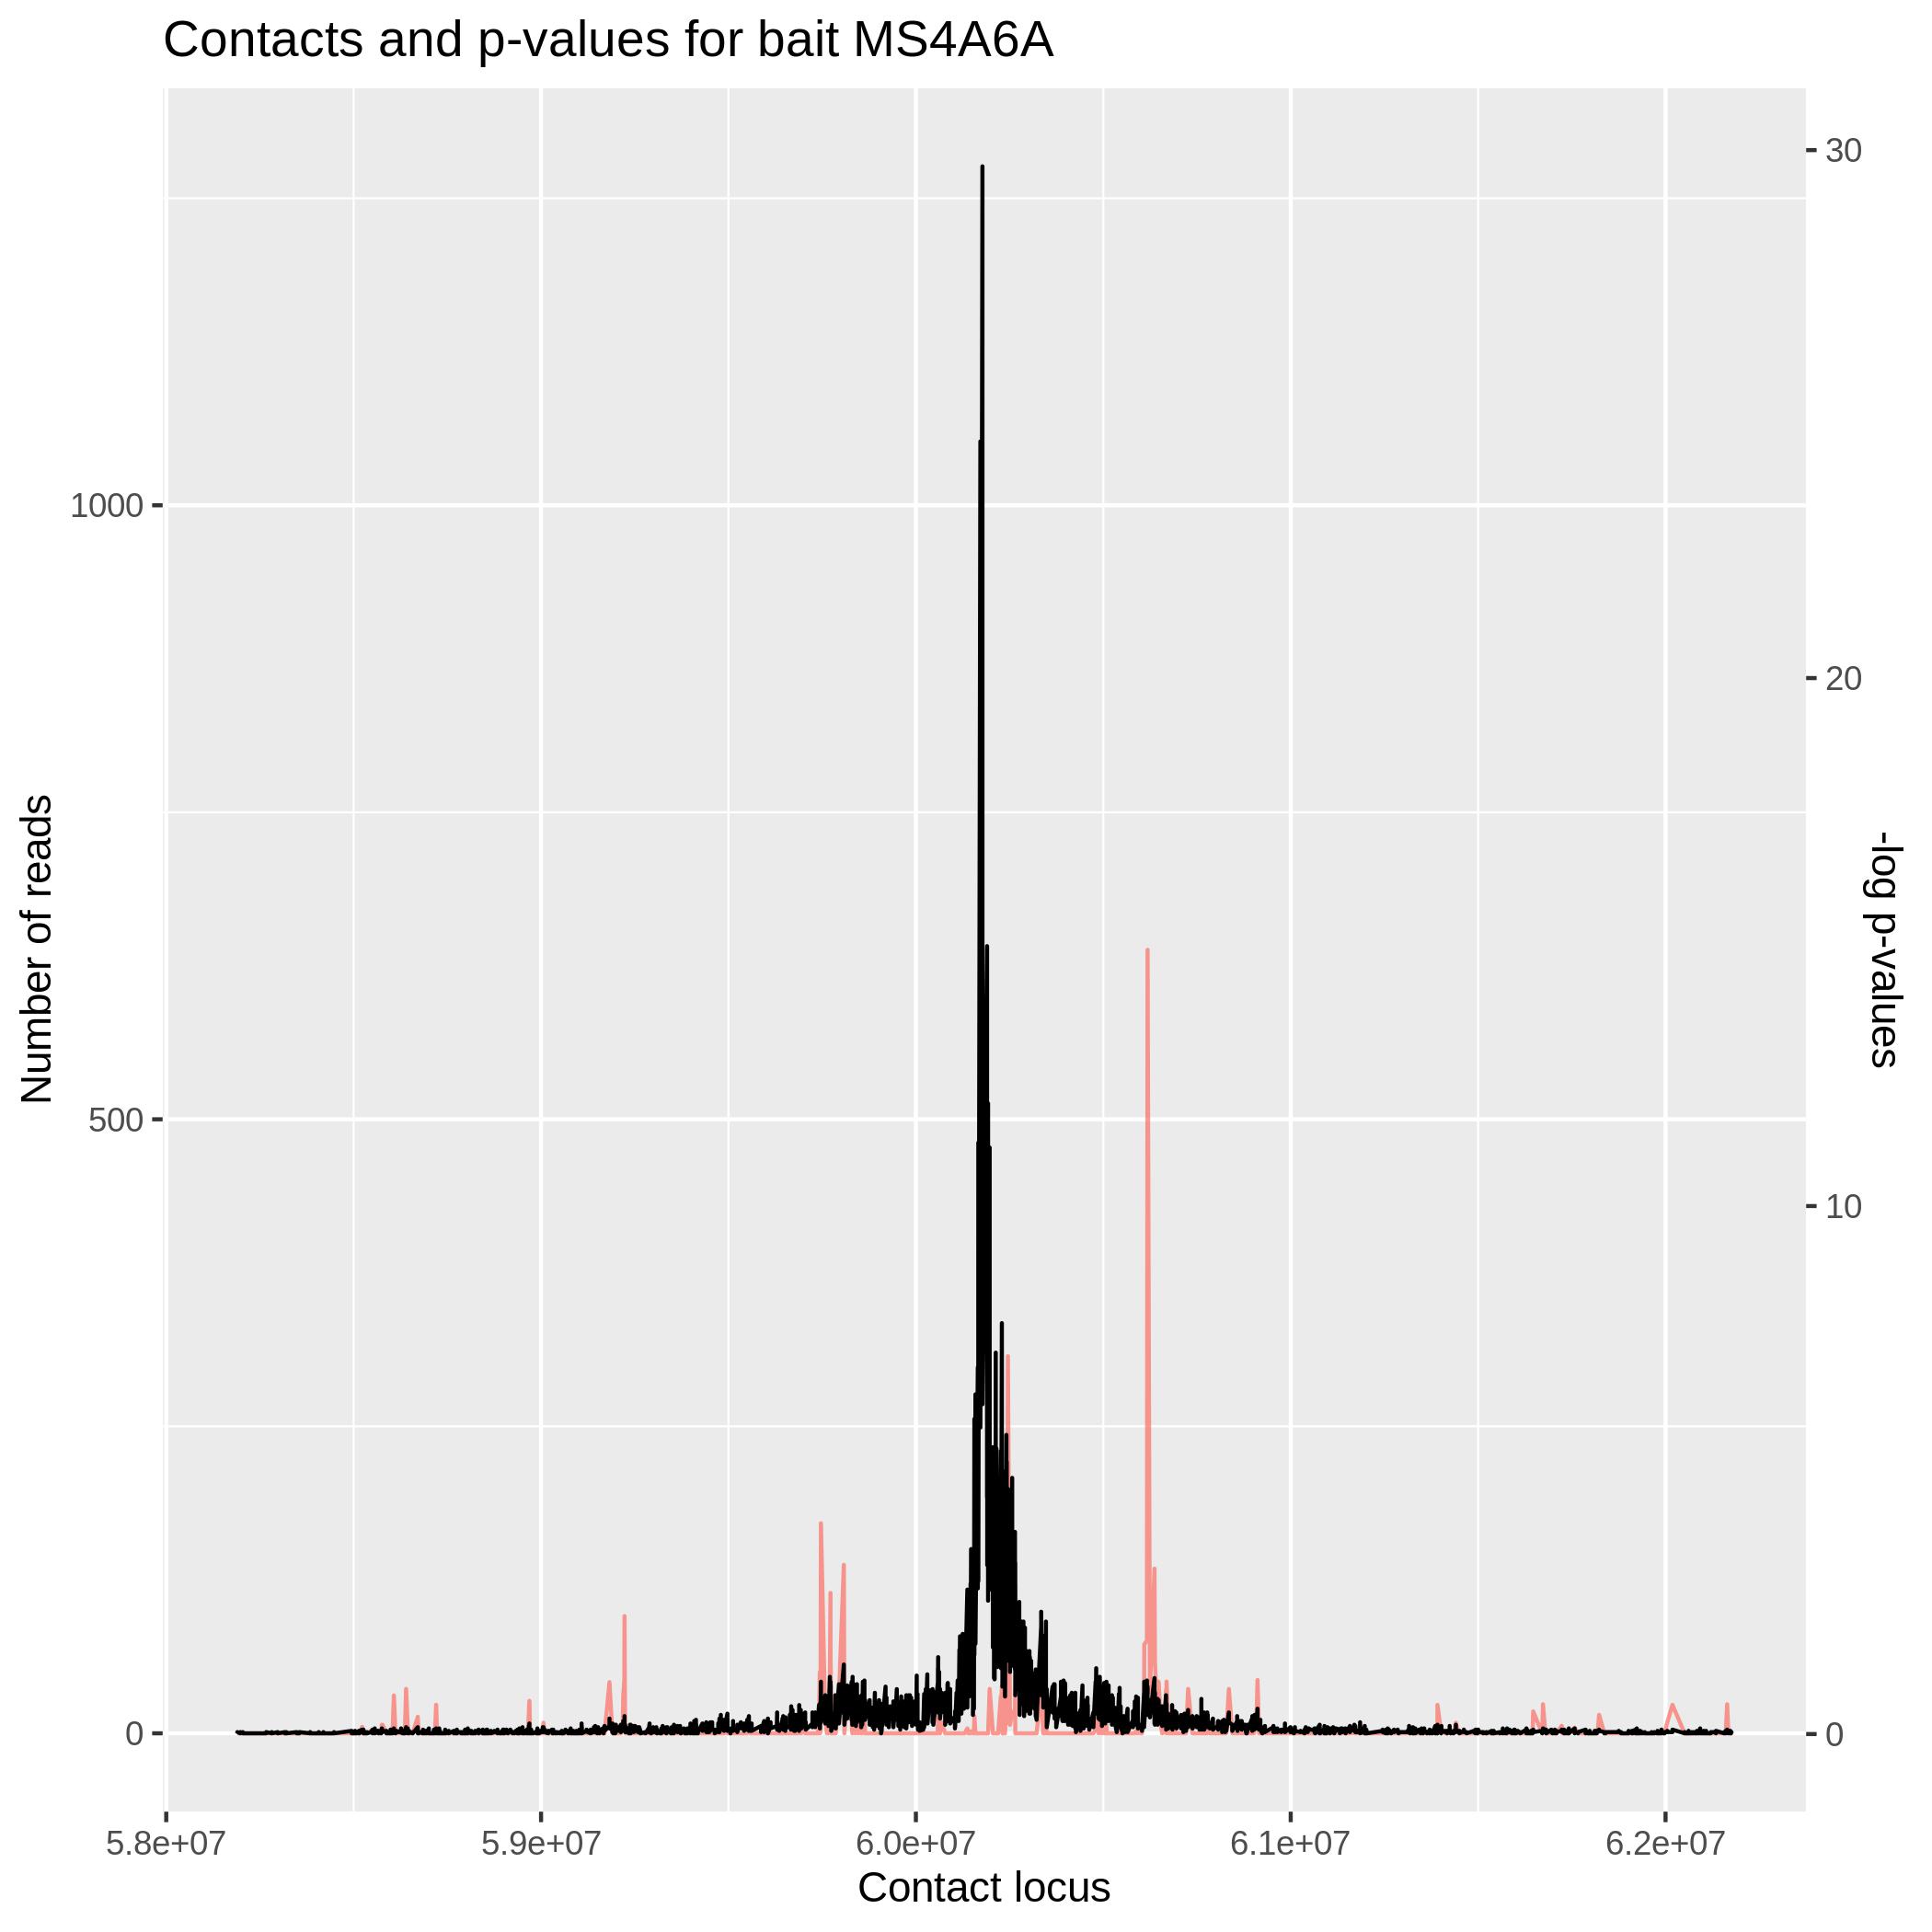 Contacts and p-values for bait MS4A6A
30
1000
20
Number of reads
-log p-values
500
10
0
0
5.8e+07
5.9e+07
6.0e+07
6.1e+07
6.2e+07
Contact locus